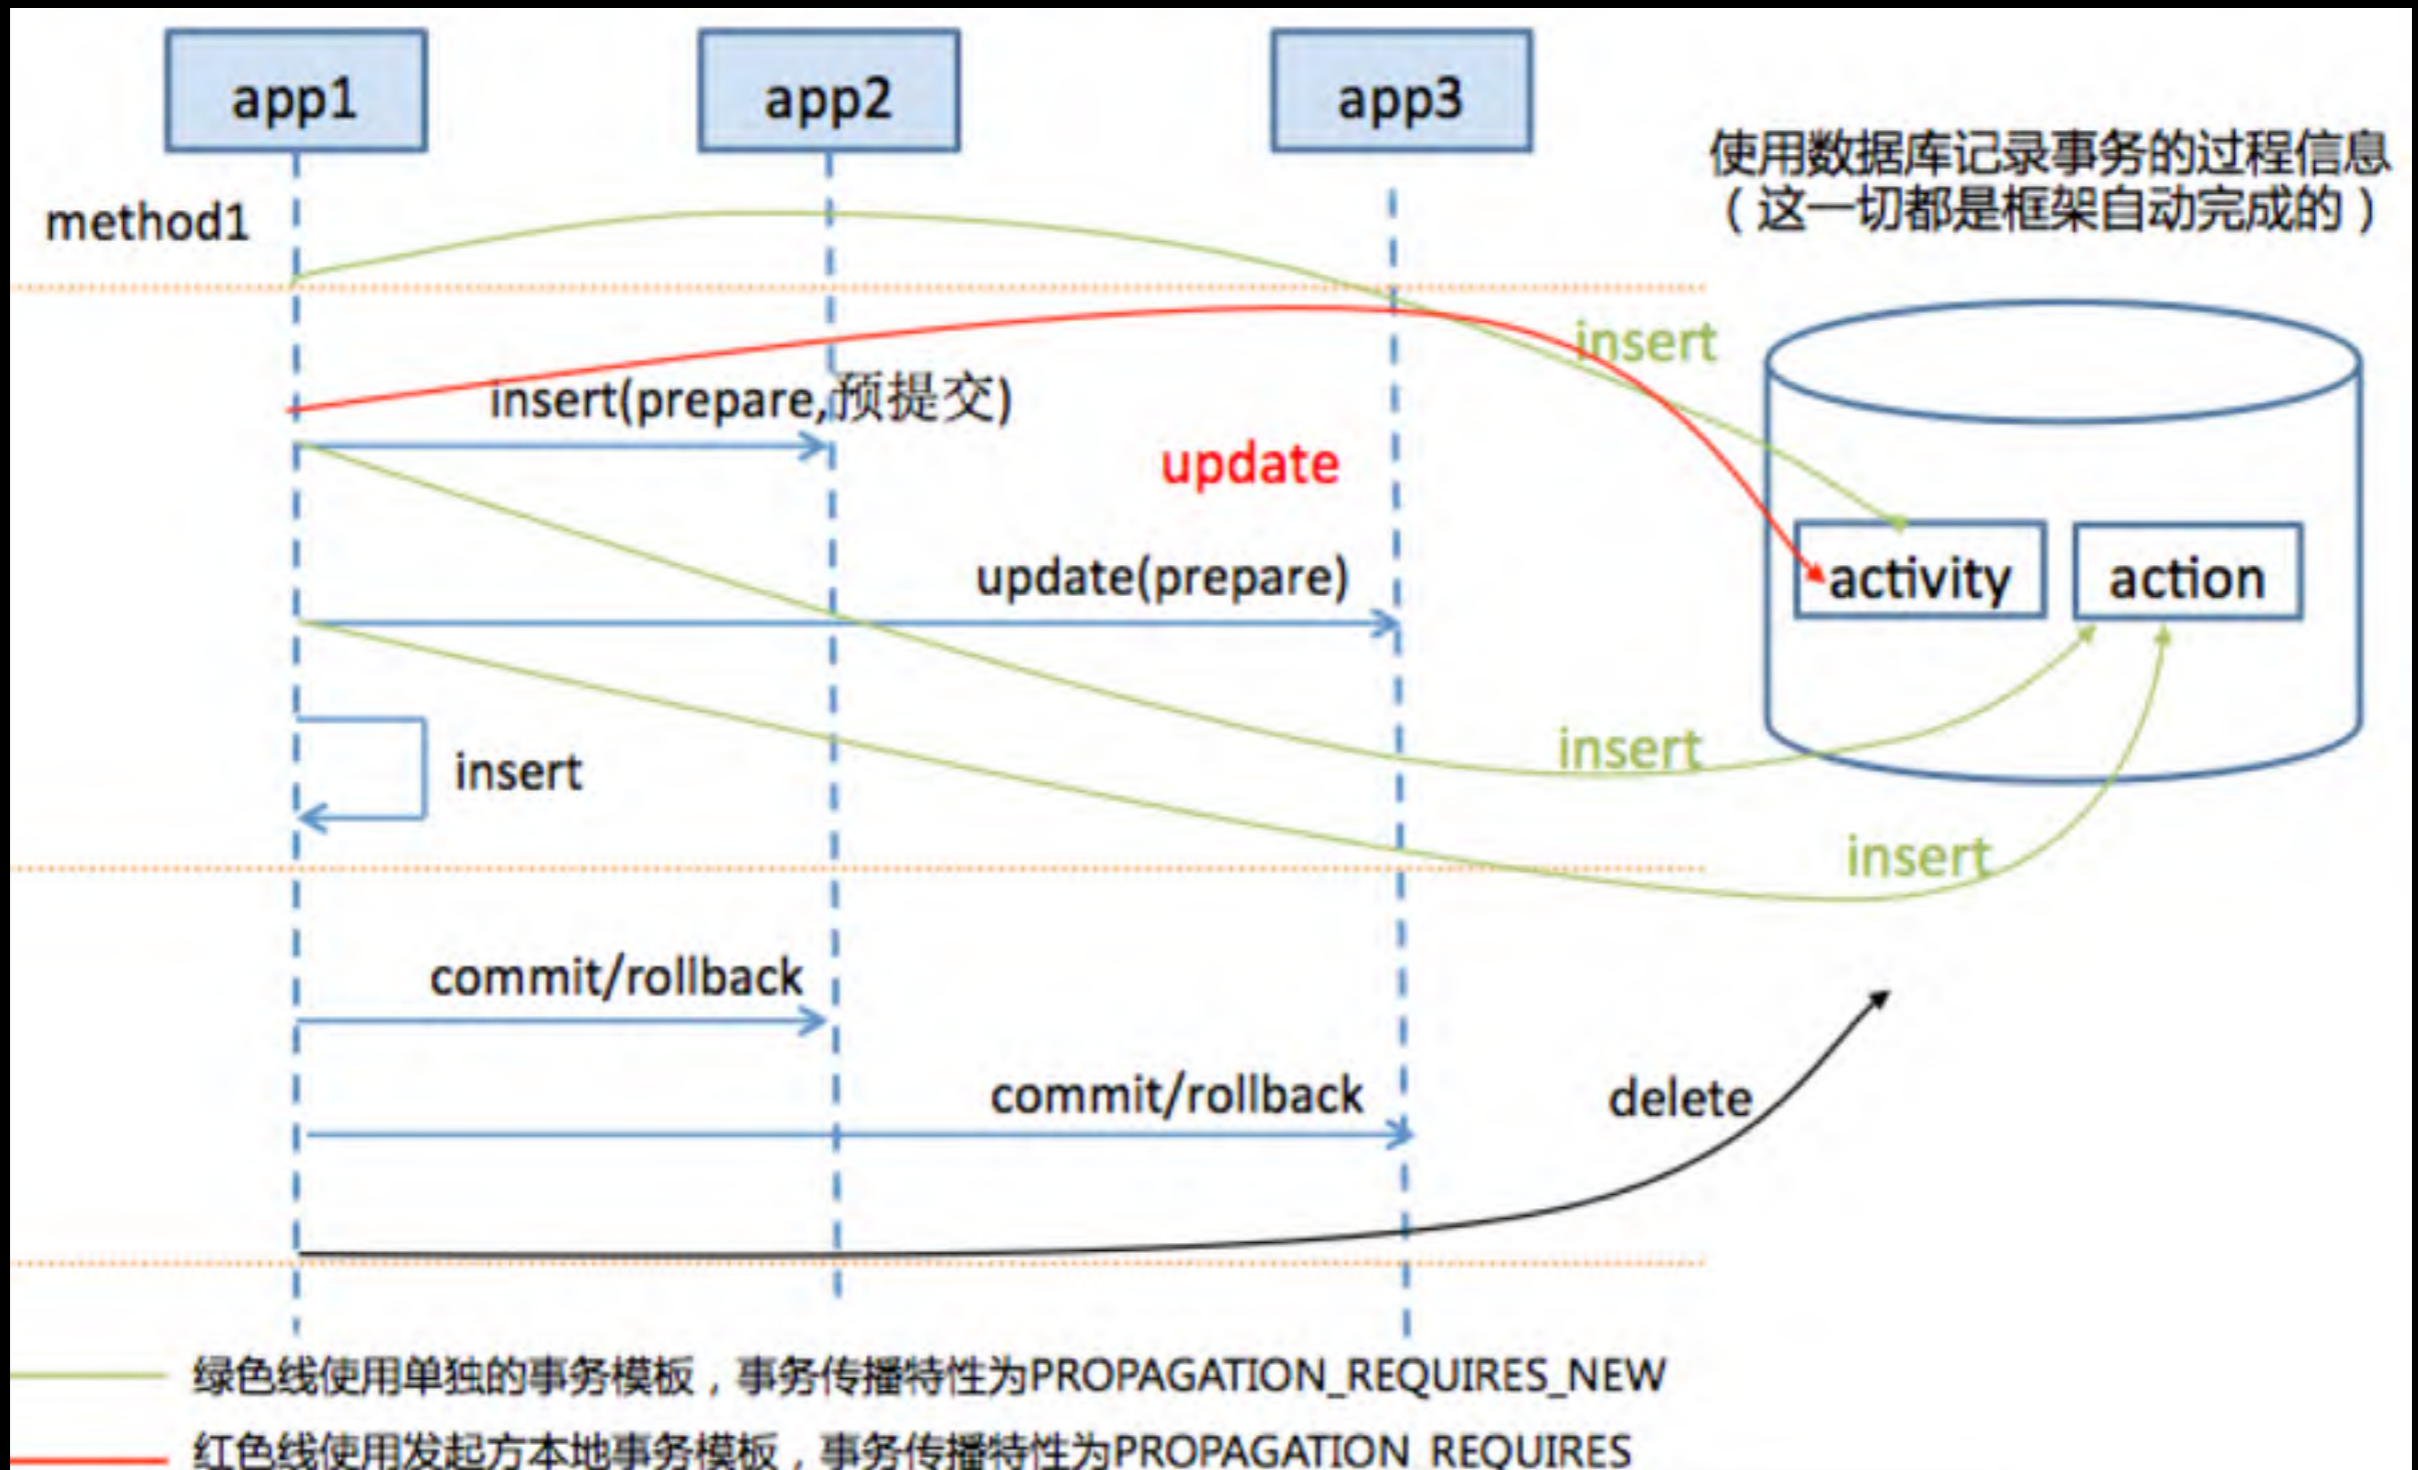 app1
app2
app3
使用数据库记录事务的过程信息
（这一切都是框架自动完成的）
method1
insert
insert(prepare,预提交)
update
update(prepare)
activity
action
insert
insert
insert
commit/rollback
commit/rollback
delete
绿色线使用单独的事务模板，事务传播特性为PROPAGATION_REQUIRES_NEW
红色线使用发起方本地事务模板，事务传播特性为PROPAGATION_REQUIRES